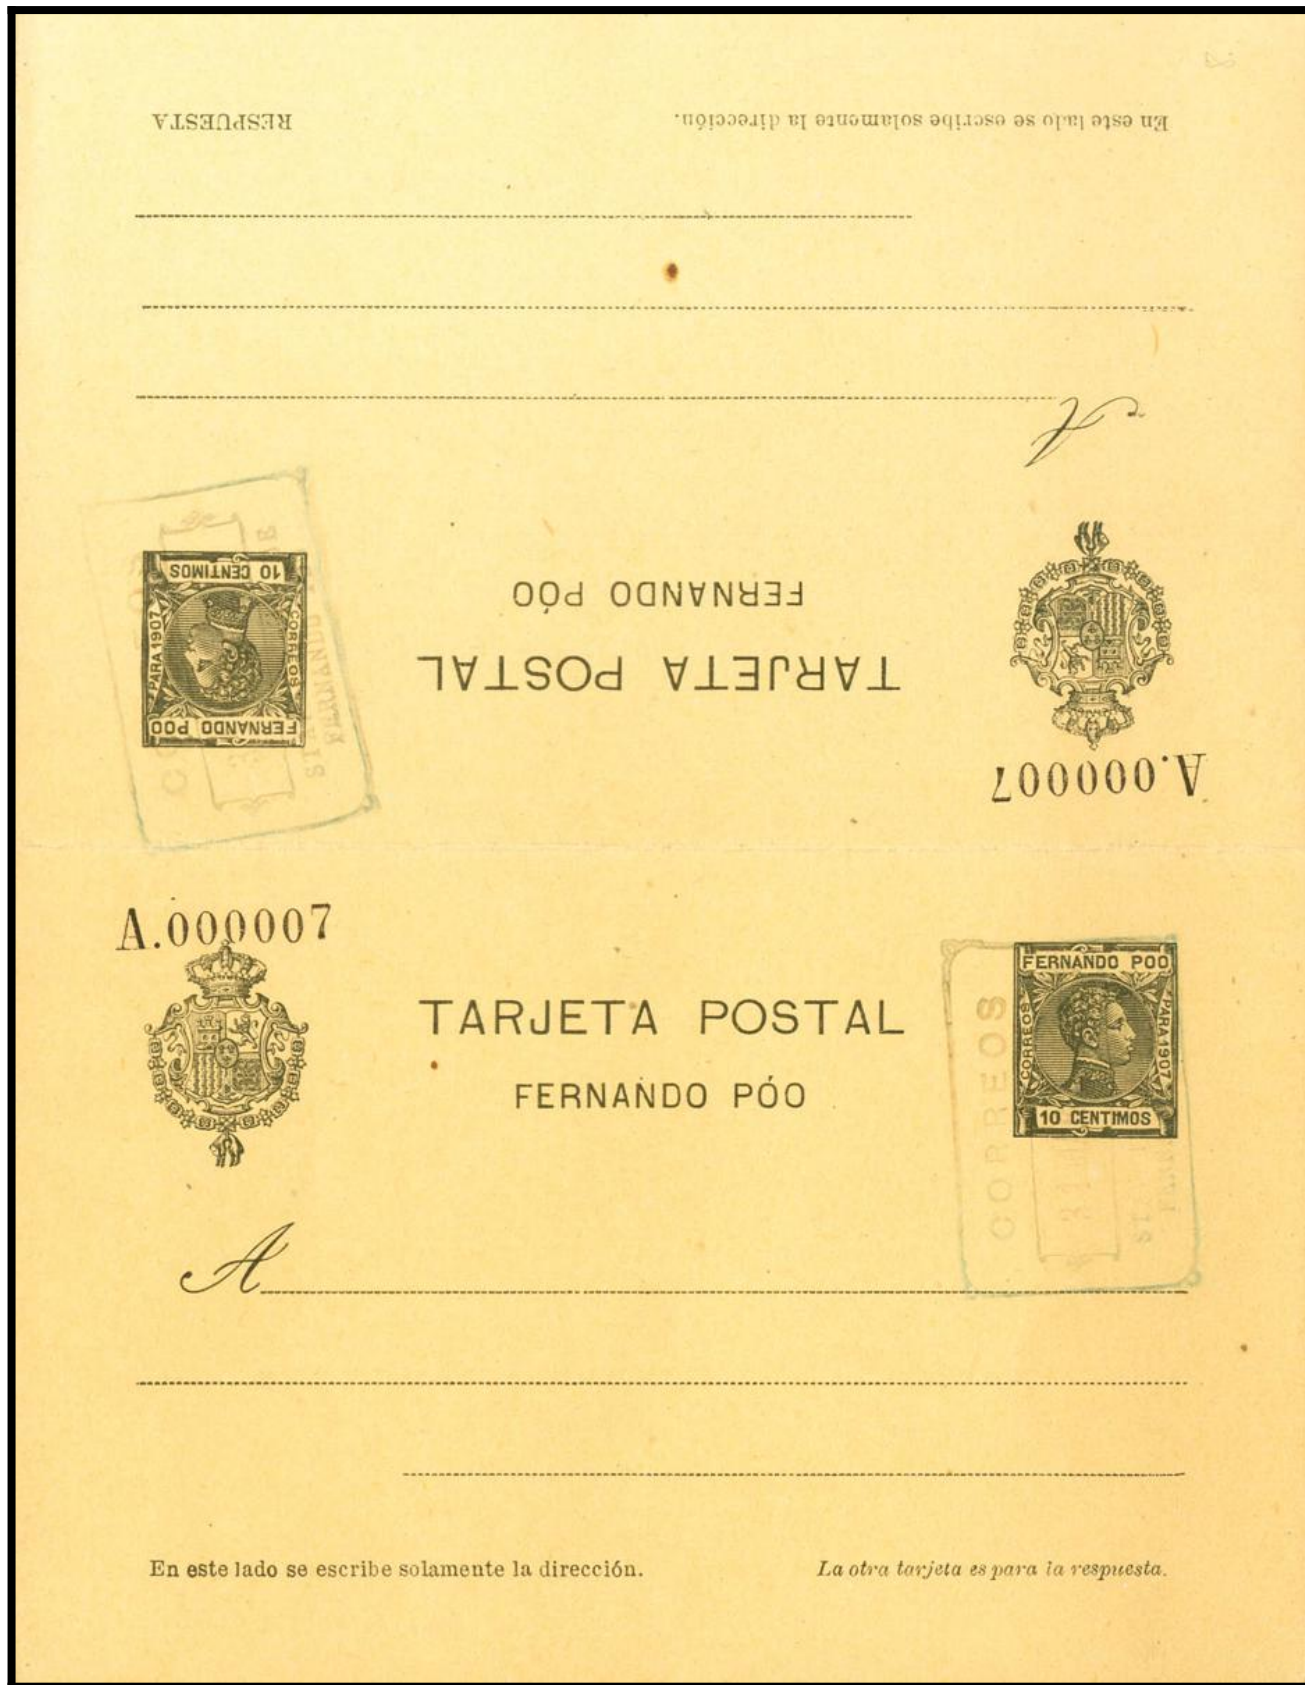 RESPUESTA
En este lado se escribe solamente la dirección.
A
10 CENTIMOS
CORREOS
PARA 1907
FERNANDO POO
FERNANDO PÓO
TARJETA POSTAL
A.000007
A.000007
TARJETA POSTAL
FERNANDO PÓO
FERNANDO POO
CORREOS
PARA 1907
10 CENTIMOS
CORREOS
31
A
En este lado se escribe solamente la dirección.
La otra tarjeta es para la respuesta.